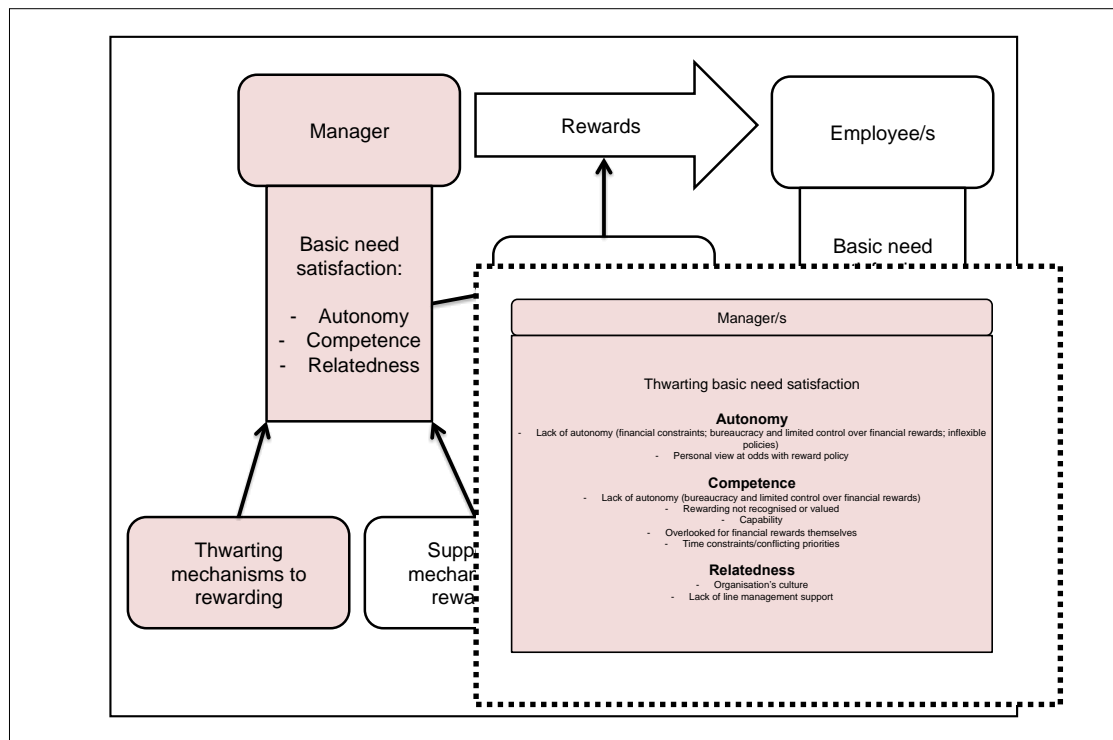 Manager
Rewards
Employee/s
Basic need
satisfaction:
- Autonomy
- Competence
- Relatedness
Basic need
Thwarting
mechanisms to
rewarding
Supp
mechan
rewa
Manager/s
Thwarting basic need satisfaction
Autonomy
- Lack of autonomy (financial constraints; bureaucracy and limited control over financial rewards; inflexible
policies)
- Personal view at odds with reward policy
Competence
- Lack of autonomy (bureaucracy and limited control over financial rewards)
- Rewarding not recognised or valued
- Capability
- Overlooked for financial rewards themselves
- Time constraints/conflicting priorities
Relatedness
- Organisation's culture
- Lack of line management support